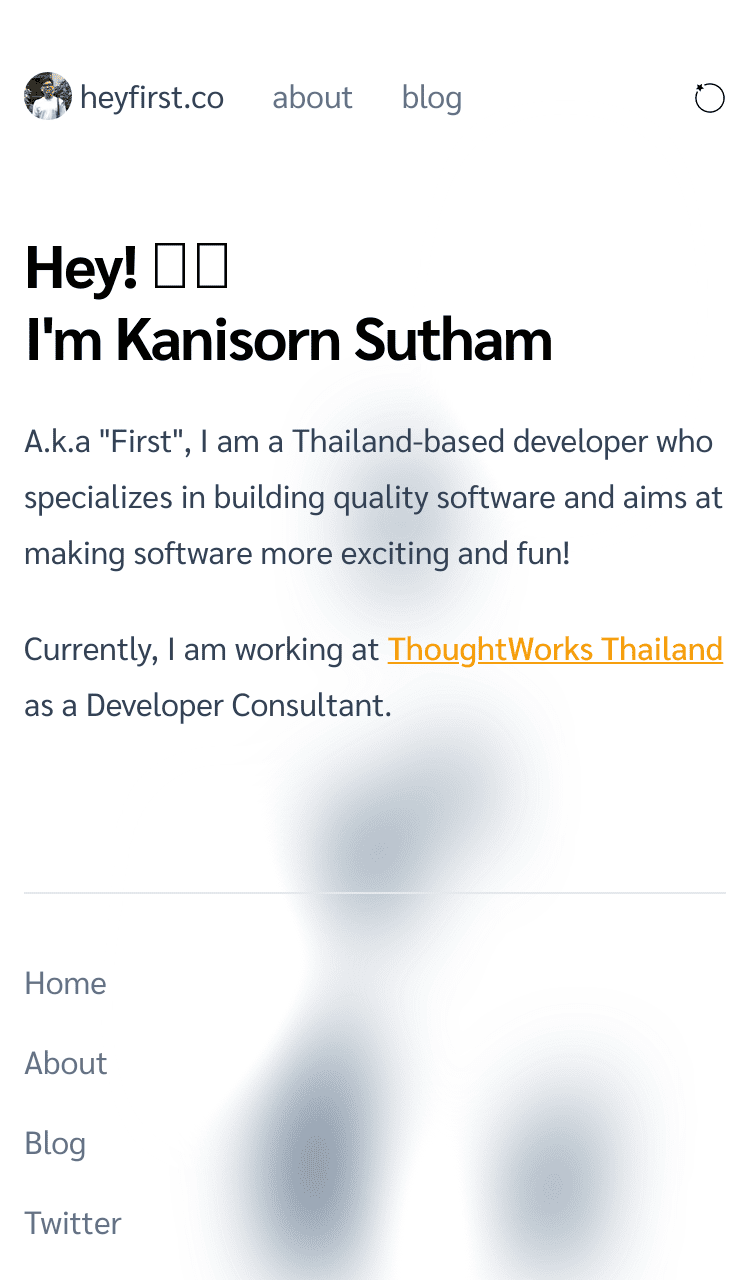 heyfirst.co about blog
Hey!
I'm Kanisorn Sutham
A.k.a "First", I am a Thailand-based developer who
specializes in building quality software and aims at
making software more exciting and fun!
Currently, I am working at ThoughtWorks Thailand
as a Developer Consultant.
Home
About
Blog
Twitter